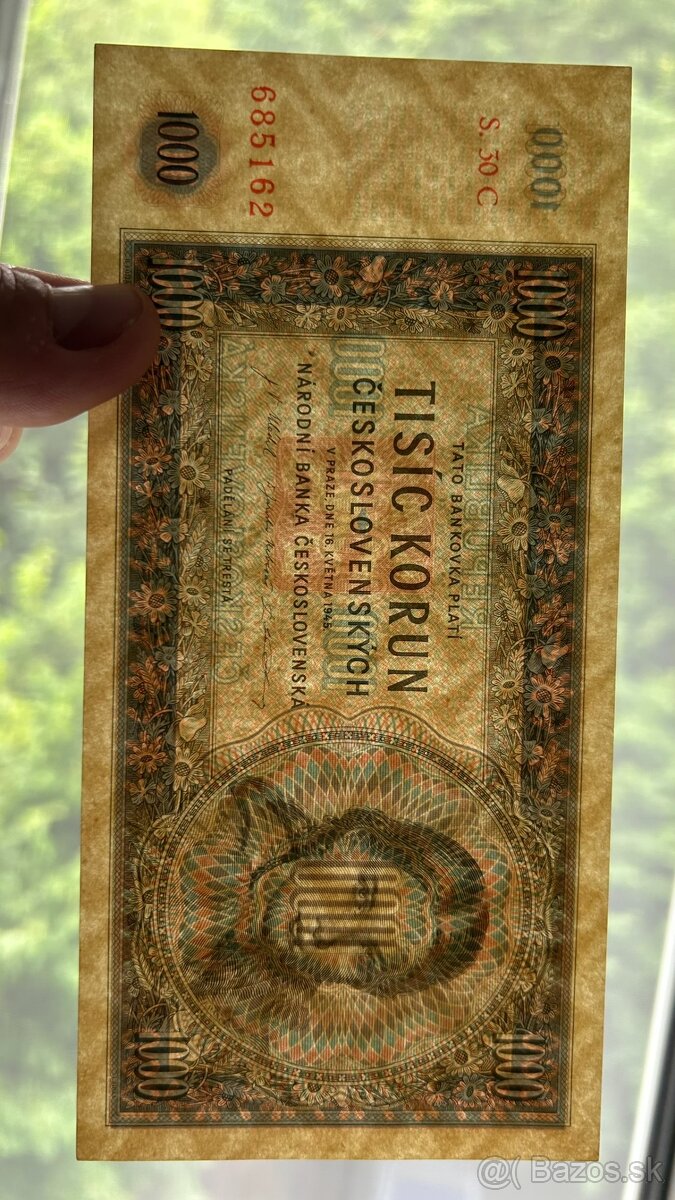 1000
685162
S. 30 C
1000
1000
1000
TATO BANKOVKA PLATÍ
TISÍC KORUN
ČESKOSLOVENSKÝCH
V PRAZE, DNE 16. KVĚTNA 1945
NÁRODNÍ BANKA ČESKOSLOVENSKÁ
PADĚLÁNÍ SE TRESTÁ
1000
1000
@( Bazos.sk